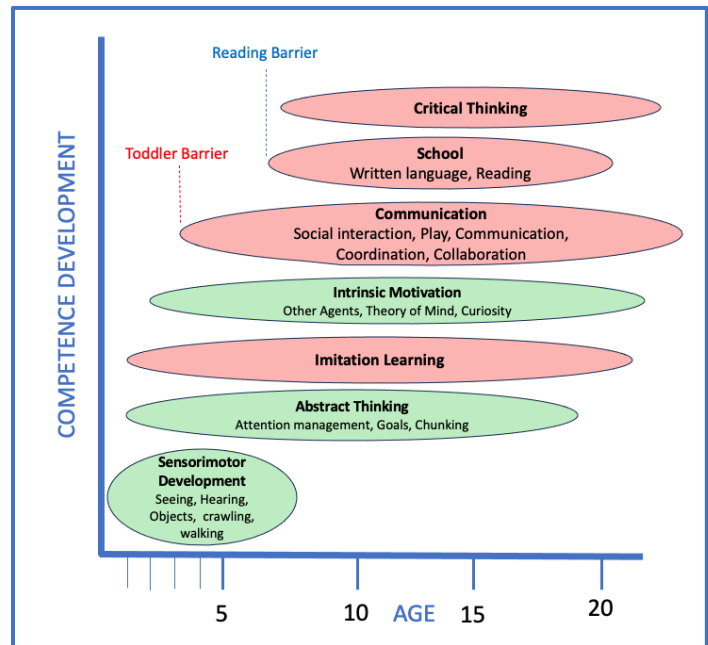 Reading Barrier
Critical Thinking
Toddler Barrier
School
Written language, Reading
Communication
Social interaction, Play, Communication,
Coordination, Collaboration
Intrinsic Motivation
Other Agents, Theory of Mind, Curiosity
Imitation Learning
Abstract Thinking
Attention management, Goals, Chunking
Sensorimotor
Development
Seeing, Hearing,
Objects, crawling,
walking
COMPETENCE DEVELOPMENT
5
10
AGE
15
20